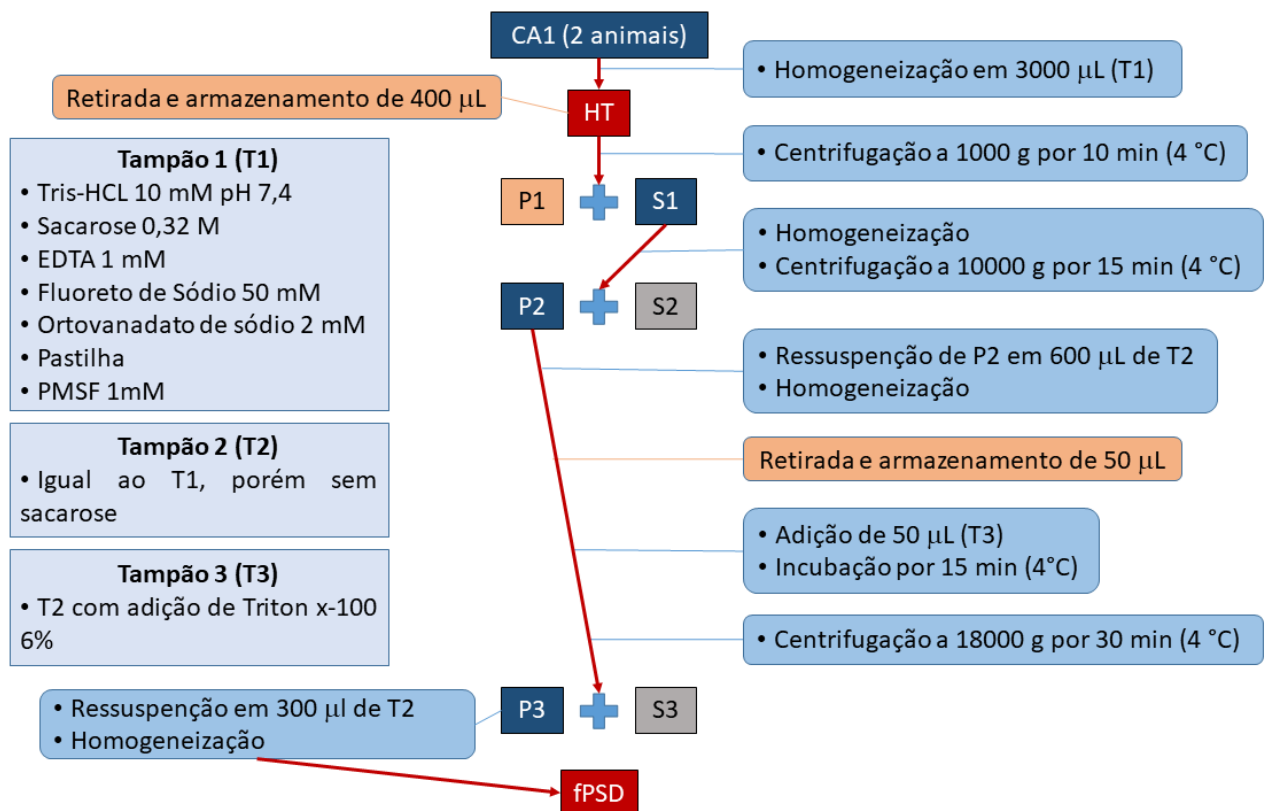 CA1 (2 animais)
• Homogeneização em 3000 μL (T1)
Retirada e armazenamento de 400 μL
HT
• Centrifugação a 1000 g por 10 min (4 °C)
Tampão 1 (T1)
• Tris-HCL 10 mM pH 7,4
• Sacarose 0,32 M
• EDTA 1 mM
• Fluoreto de Sódio 50 mM
• Ortovanadato de sódio 2 mM
• Pastilha
• PMSF 1mM
P1
S1
• Homogeneização
• Centrifugação a 10000 g por 15 min (4 °C)
P2
S2
• Ressuspenção de P2 em 600 μL de T2
• Homogeneização
Tampão 2 (T2)
• Igual ao T1, porém sem
sacarose
Retirada e armazenamento de 50 μL
• Adição de 50 μL (T3)
• Incubação por 15 min (4°C)
Tampão 3 (T3)
• T2 com adição de Triton x-100
6%
• Centrifugação a 18000 g por 30 min (4 °C)
P3
S3
• Ressuspenção em 300 μl de T2
• Homogeneização
fPSD